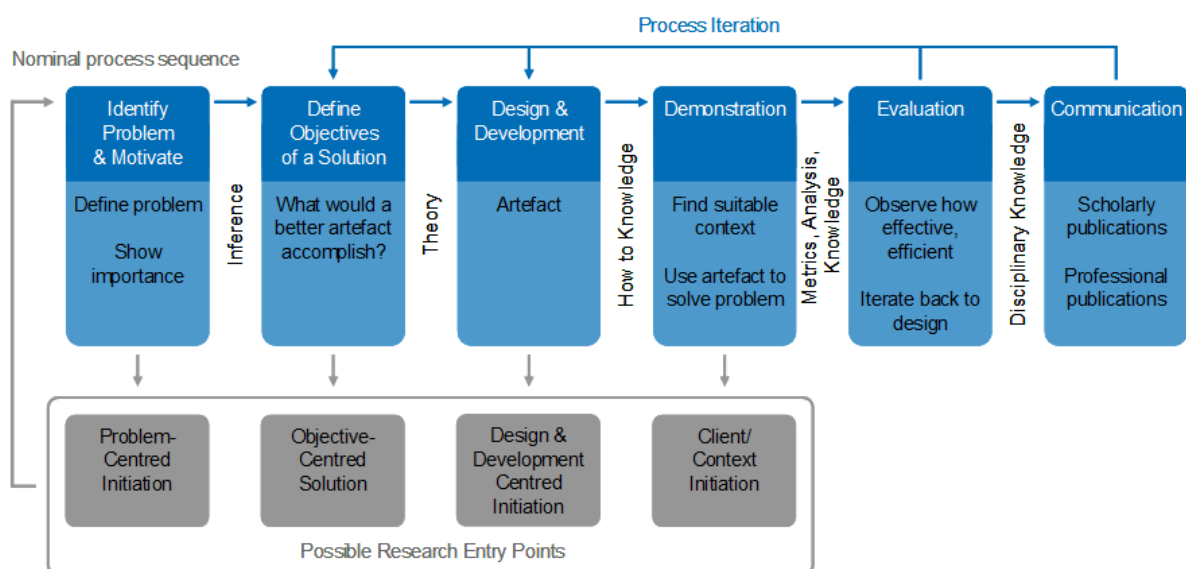 Process Iteration
Nominal process sequence
Identify
Problem
& Motivate
Define problem
Show
importance
Inference
Define
Objectives
of a Solution
What would a
better artefact
accomplish?
Theory
Design &
Development
Artefact
How to Knowledge
Demonstration
Find suitable
context
Use artefact to
solve problem
Metrics, Analysis,
Knowledge
Evaluation
Observe how
effective,
efficient
Iterate back to
design
Disciplinary Knowledge
Communication
Scholarly
publications
Professional
publications
Problem-
Centred
Initiation
Objective-
Centred
Solution
Design &
Development
Centred
Initiation
Client/
Context
Initiation
Possible Research Entry Points